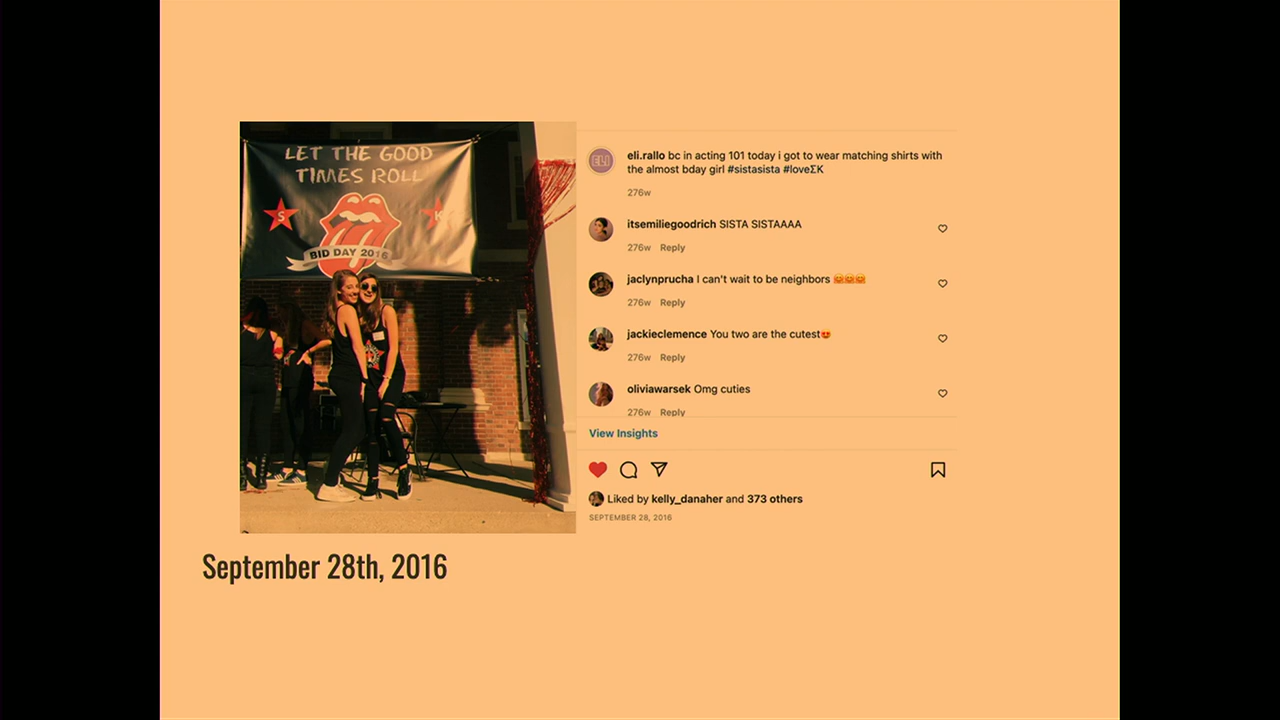 LET THE GOOD
TIMES ROLL
S
K
BID DAY 2016
ELI
eli.rallo bc in acting 101 today i got to wear matching shirts with
the almost bday girl #sistasista #loveΣK
276w
itsemiliegoodrich SISTA SISTAAAA
276w Reply
jaclynprucha I can't wait to be neighbors 🤗🤗🤗
276w Reply
jackieclemence You two are the cutest😍
276w Reply
oliviawarsek Omg cuties
276w Reply
View Insights
Liked by kelly_danaher and 373 others
SEPTEMBER 28, 2016
September 28th, 2016